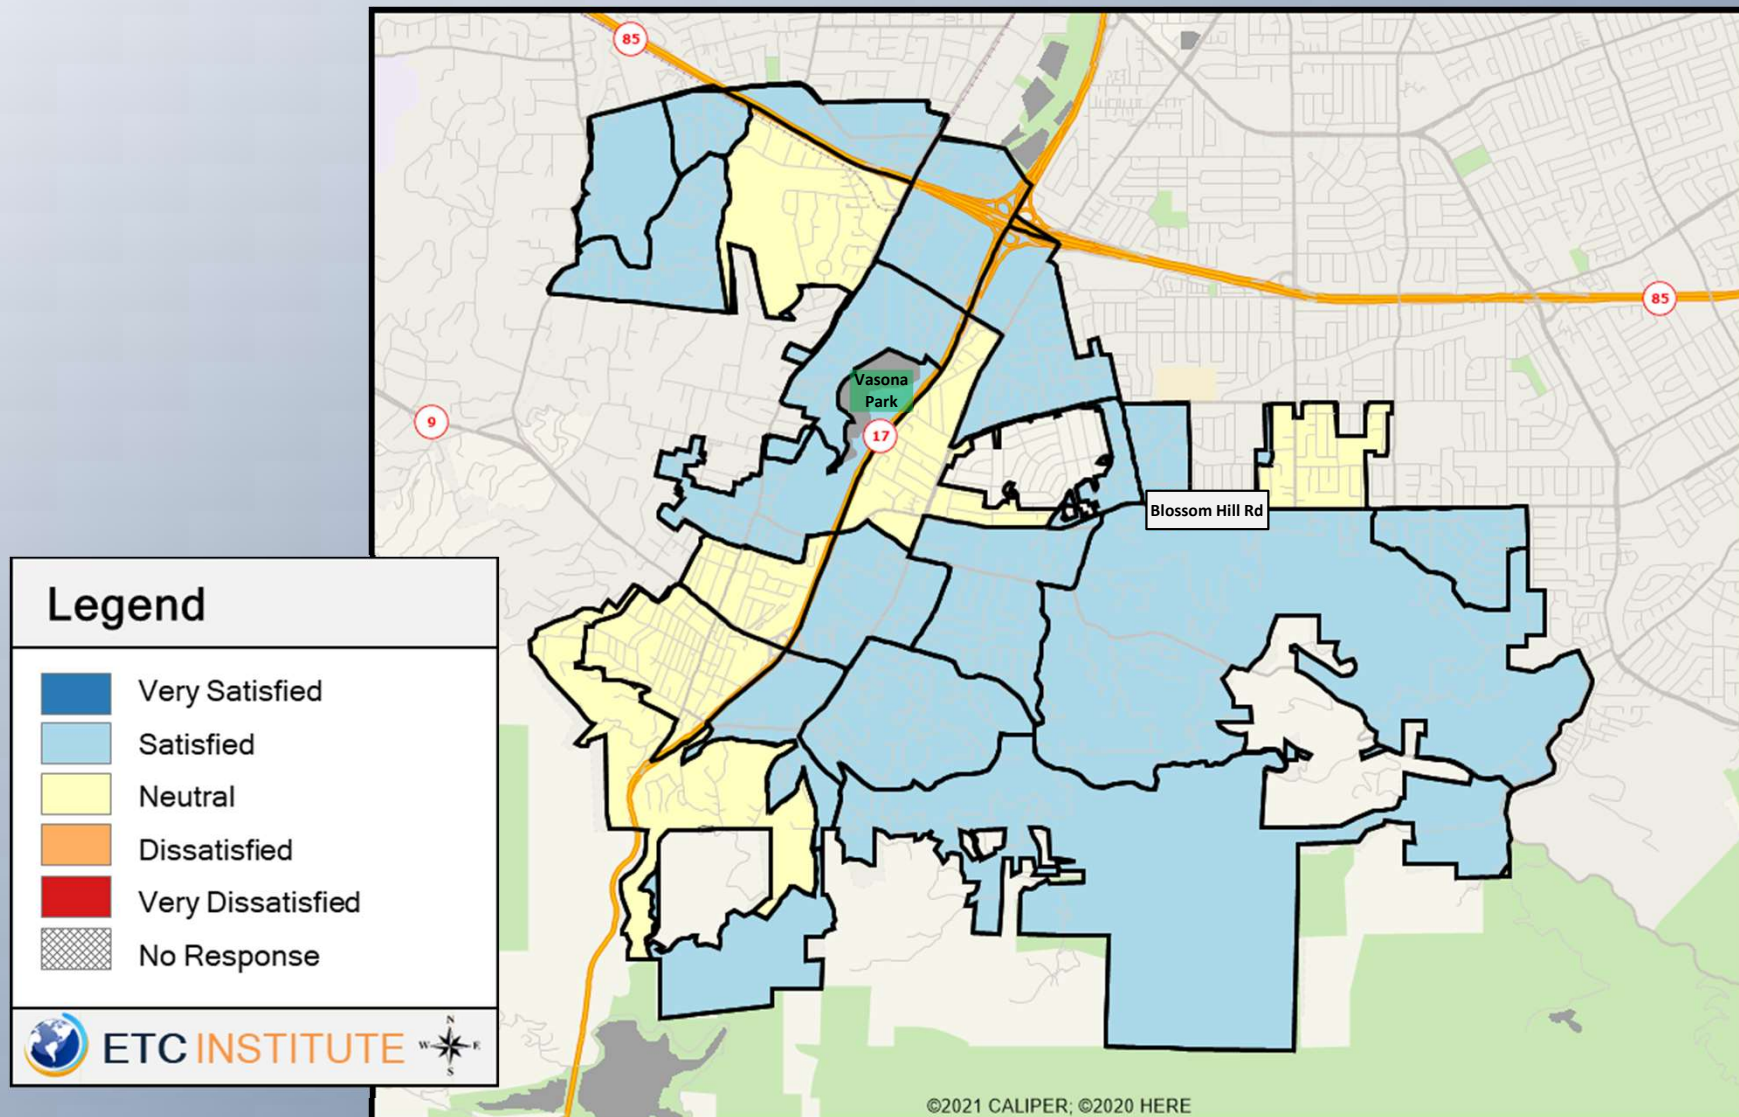 85
85
9
Vasona
Park
17
Blossom Hill Rd
Legend
Very Satisfied
Satisfied
Neutral
Dissatisfied
Very Dissatisfied
No Response
ETC INSTITUTE
N
W E
S
©2021 CALIPER; ©2020 HERE